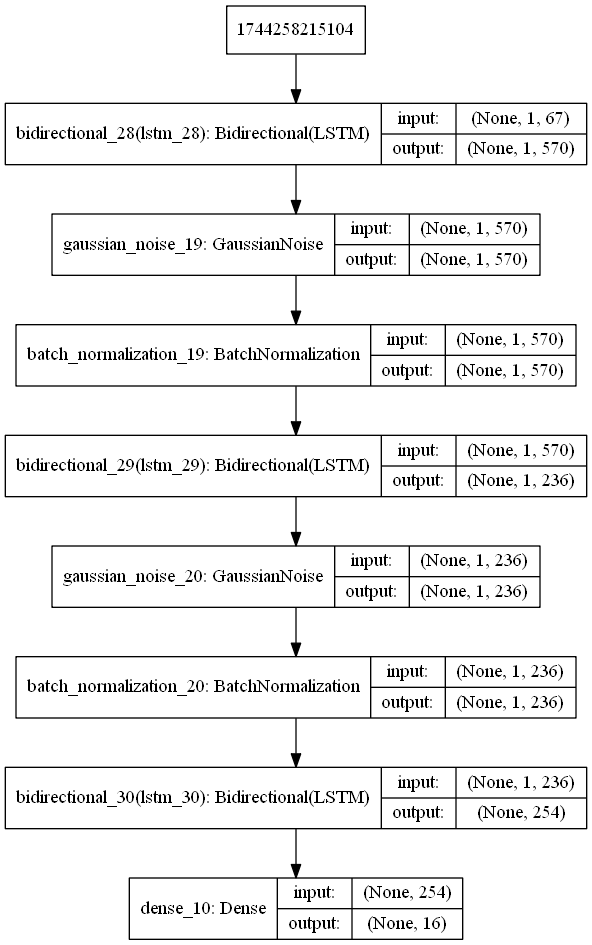 1744258215104
bidirectional_28(lstm_28): Bidirectional(LSTM) input: (None, 1, 67)
output: (None, 1, 570)
gaussian_noise_19: GaussianNoise input: (None, 1, 570)
output: (None, 1, 570)
batch_normalization_19: BatchNormalization input: (None, 1, 570)
output: (None, 1, 570)
bidirectional_29(lstm_29): Bidirectional(LSTM) input: (None, 1, 570)
output: (None, 1, 236)
gaussian_noise_20: GaussianNoise input: (None, 1, 236)
output: (None, 1, 236)
batch_normalization_20: BatchNormalization input: (None, 1, 236)
output: (None, 1, 236)
bidirectional_30(lstm_30): Bidirectional(LSTM) input: (None, 1, 236)
output: (None, 254)
dense_10: Dense input: (None, 254)
output: (None, 16)